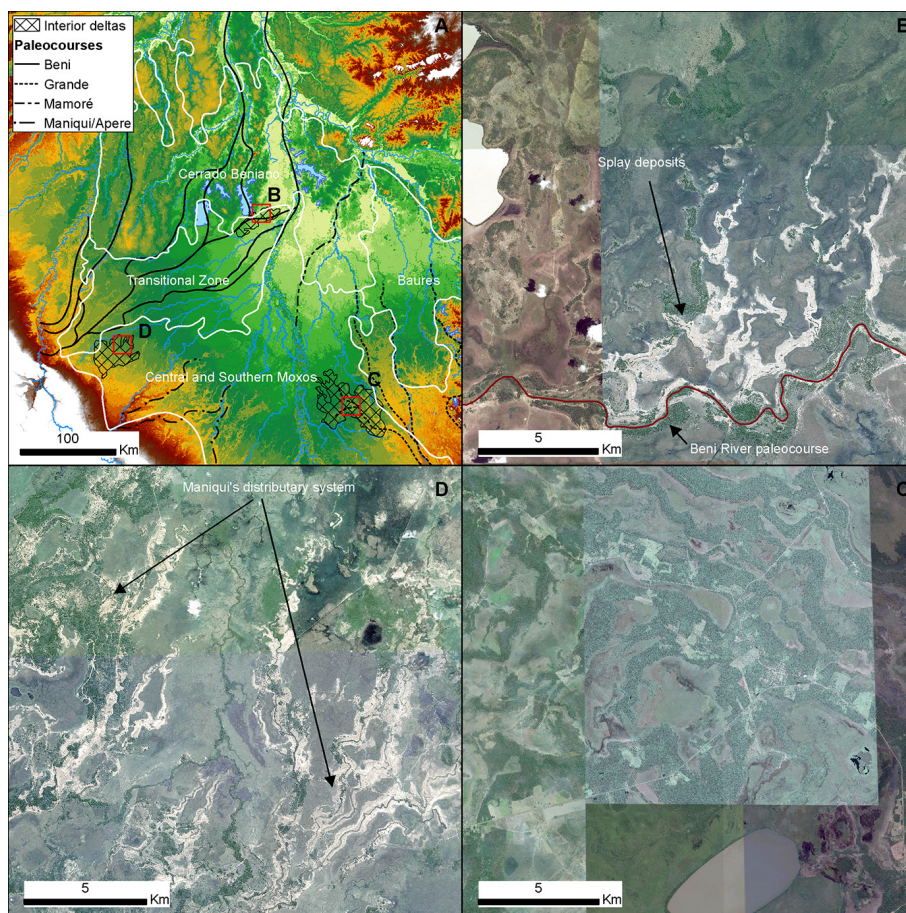 Interior deltas
Paleocourses
Beni
Grande
Mamoré
Maniqui/Apere
A
Cerrado Beniano
B
Transitional Zone
Baures
D
Central and Southern Moxos
C
100
Km
B
Splay deposits
5
Km
Beni River paleocourse
Maniqui's distributary system
D
5
Km
C
5
Km